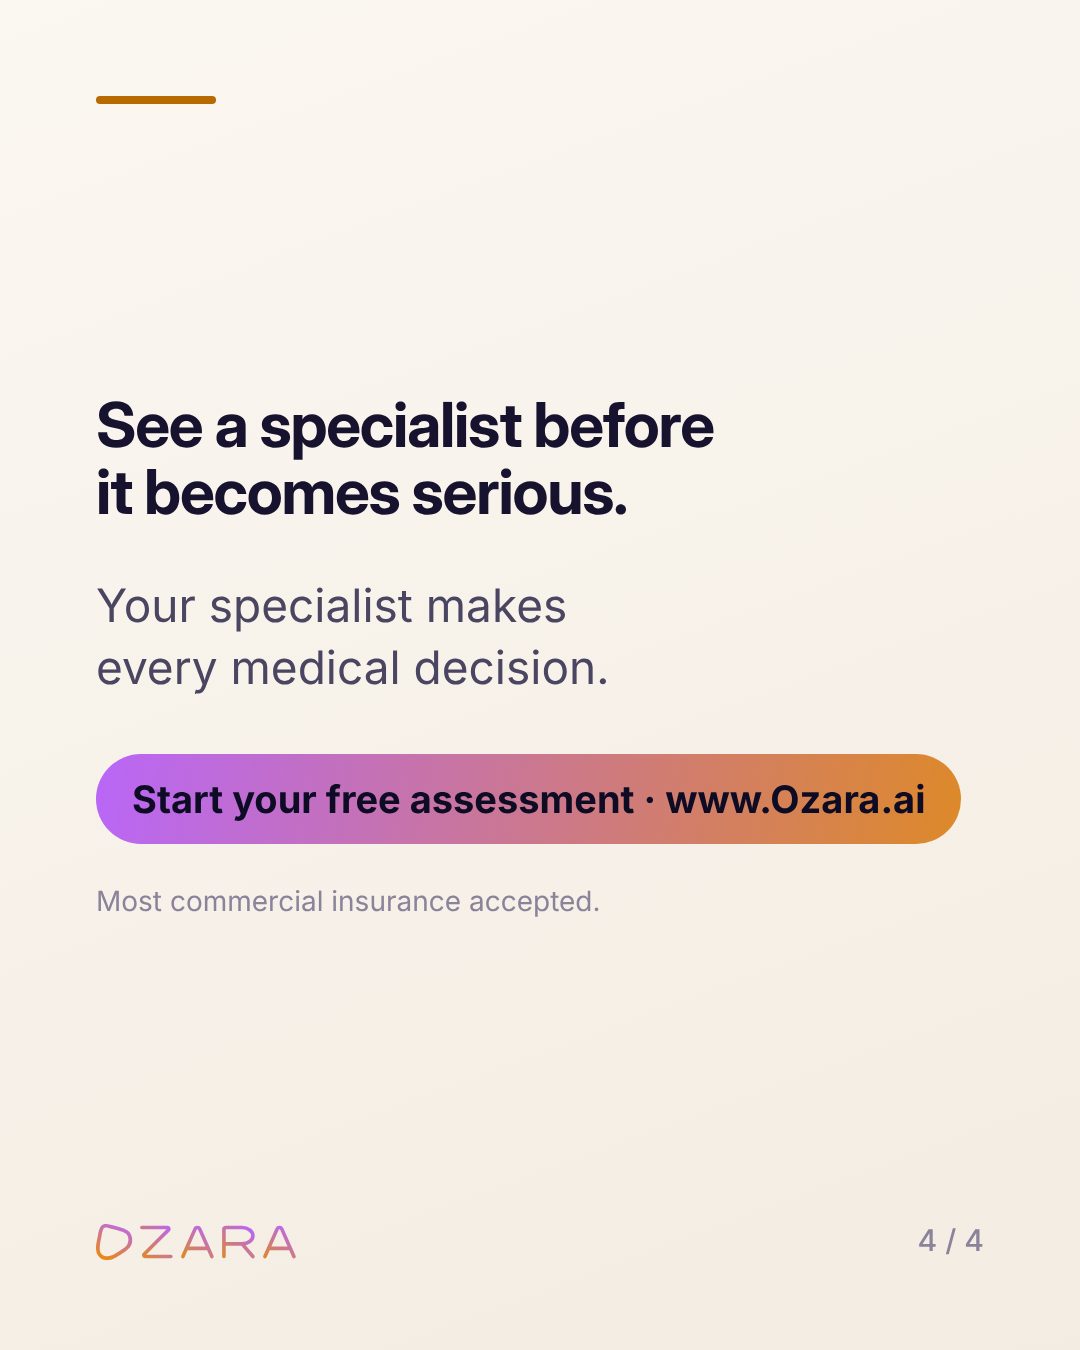 See a specialist before
it becomes serious.
Your specialist makes
every medical decision.
Start your free assessment · www.Ozara.ai
Most commercial insurance accepted.
OZARA
4 / 4